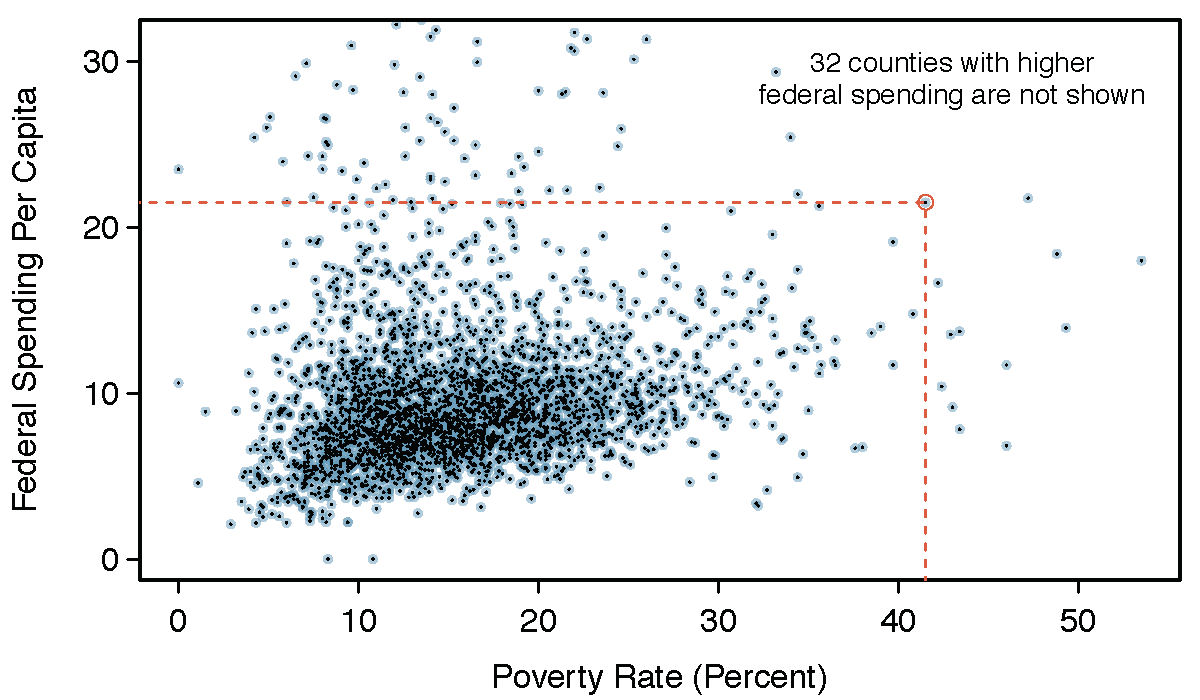 30
20
10
0
Federal Spending Per Capita
32 counties with higher
federal spending are not shown
0 10 20 30 40 50
Poverty Rate (Percent)